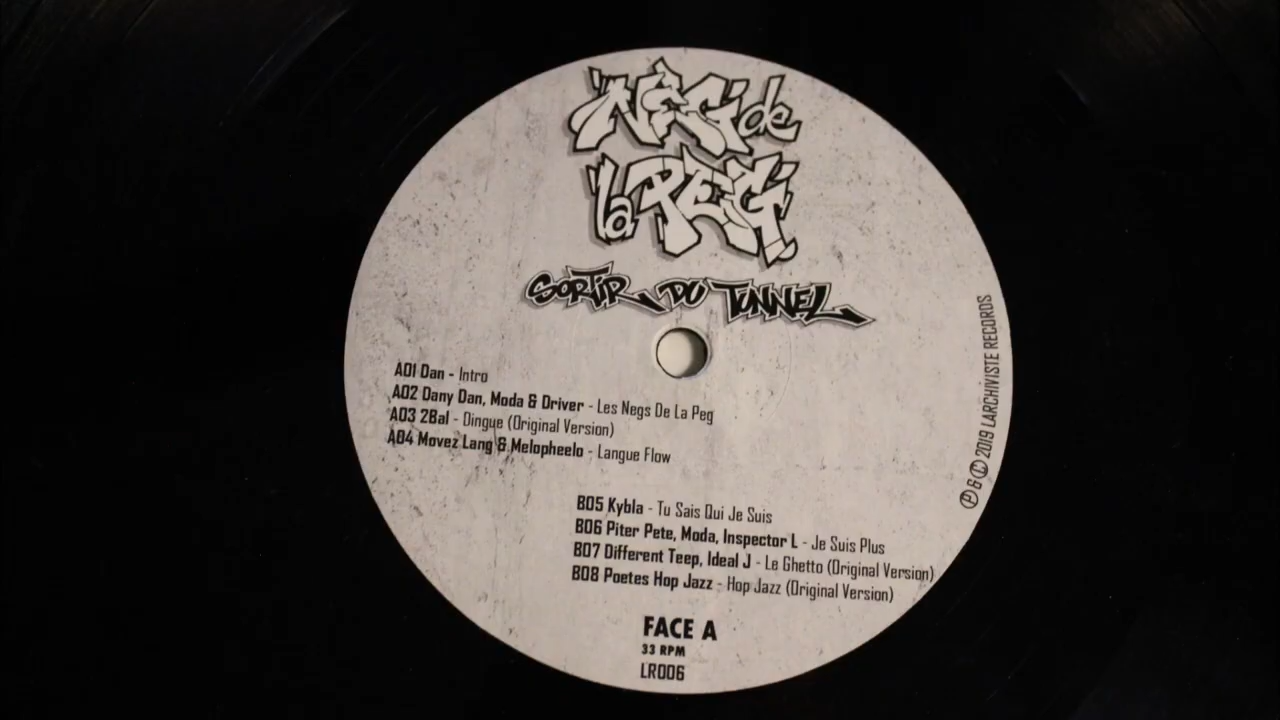 Neg de
la Peg
SORTIR DU TUNNEL
A01 Dan - Intro
A02 Dany Dan, Moda & Driver - Les Negs De La Peg
A03 2Bal - Dingue (Original Version)
A04 Movez Lang & Melopheelo - Langue Flow
B05 Kybla - Tu Sais Qui Je Suis
B06 Piter Pete, Moda, Inspector L - Je Suis Plus
B07 Different Teep, Ideal J - Le Ghetto (Original Version)
B08 Poetes Hop Jazz - Hop Jazz (Original Version)
FACE A
33 RPM
LR006
Ⓟ & © 2019 LARCHIVISTE RECORDS